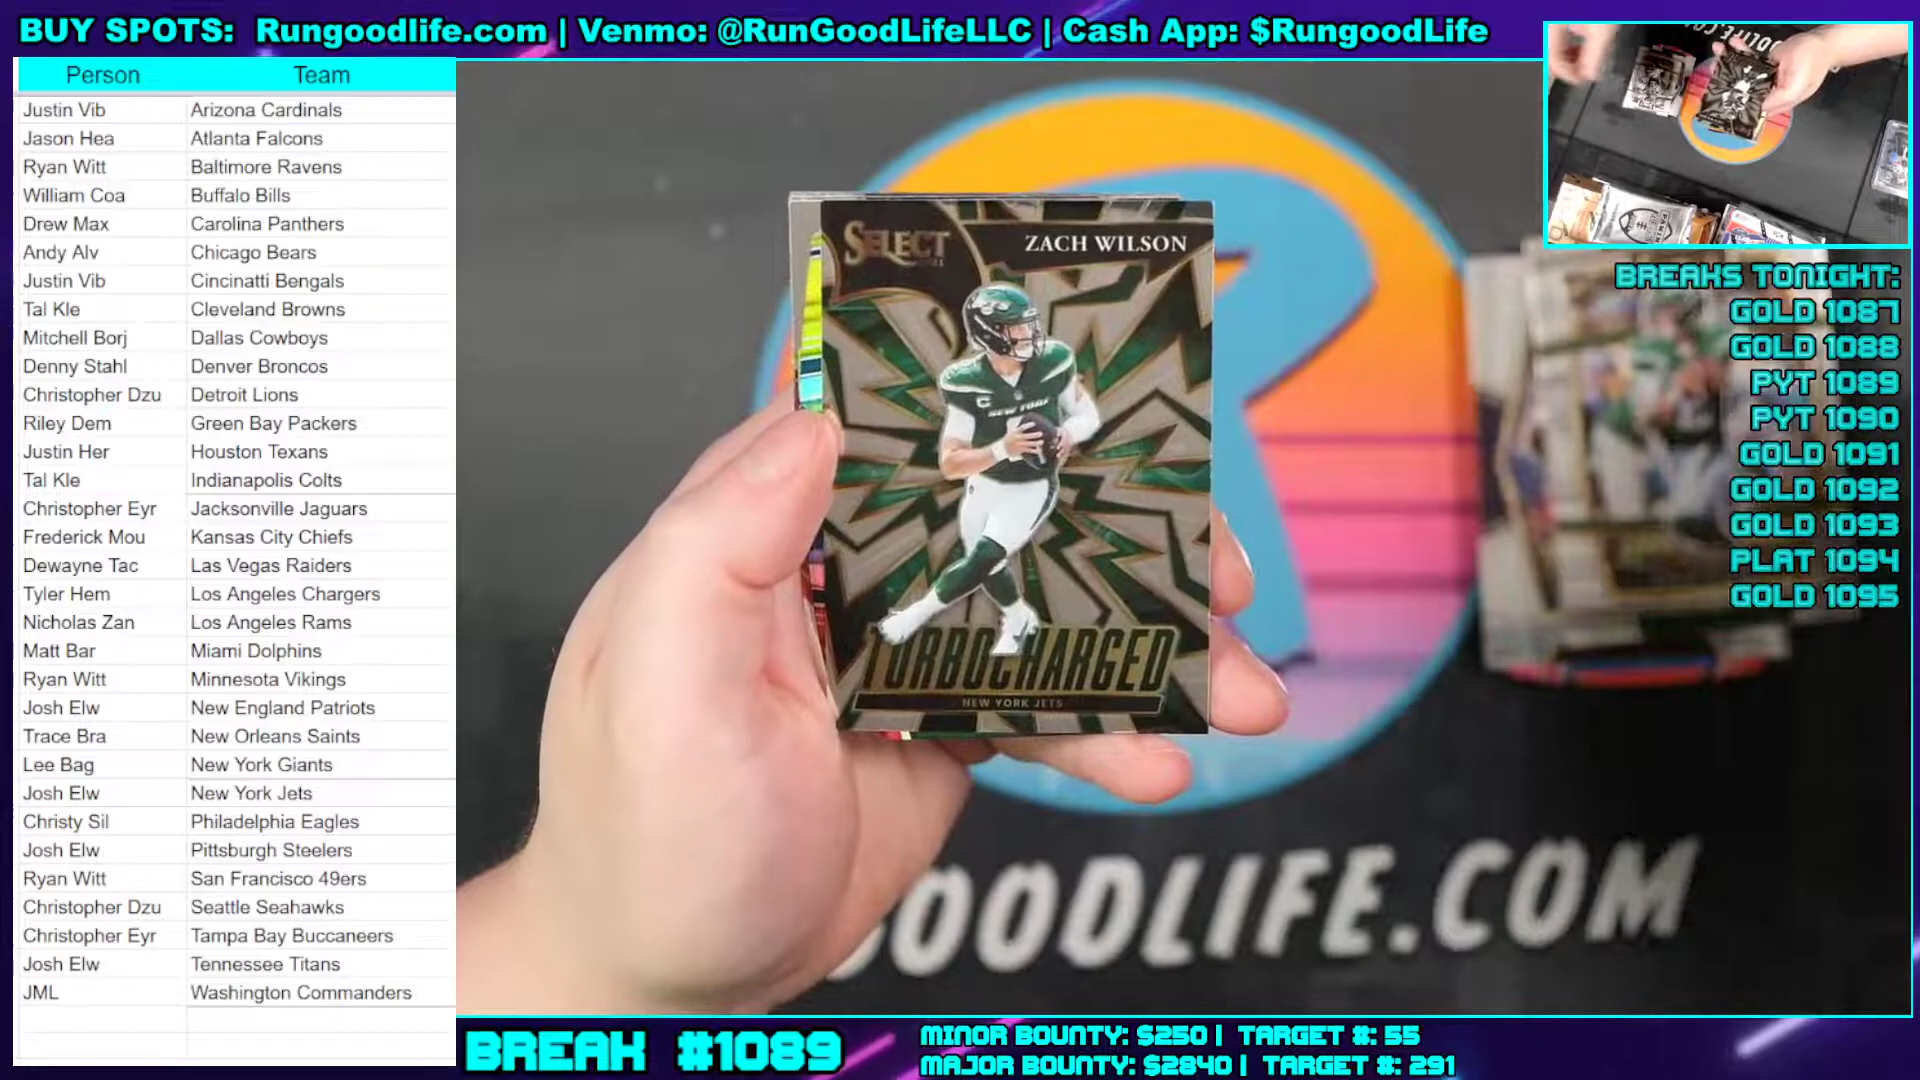 BUY SPOTS: Rungoodlife.com | Venmo: @RunGoodLifeLLC | Cash App: $RungoodLife
Person Team
Justin Vib Arizona Cardinals
Jason Hea Atlanta Falcons
Ryan Witt Baltimore Ravens
William Coa Buffalo Bills
Drew Max Carolina Panthers
Andy Alv Chicago Bears
Justin Vib Cincinatti Bengals
Tal Kle Cleveland Browns
Mitchell Borj Dallas Cowboys
Denny Stahl Denver Broncos
Christopher Dzu Detroit Lions
Riley Dem Green Bay Packers
Justin Her Houston Texans
Tal Kle Indianapolis Colts
Christopher Eyr Jacksonville Jaguars
Frederick Mou Kansas City Chiefs
Dewayne Tac Las Vegas Raiders
Tyler Hem Los Angeles Chargers
Nicholas Zan Los Angeles Rams
Matt Bar Miami Dolphins
Ryan Witt Minnesota Vikings
Josh Elw New England Patriots
Trace Bra New Orleans Saints
Lee Bag New York Giants
Josh Elw New York Jets
Christy Sil Philadelphia Eagles
Josh Elw Pittsburgh Steelers
Ryan Witt San Francisco 49ers
Christopher Dzu Seattle Seahawks
Christopher Eyr Tampa Bay Buccaneers
Josh Elw Tennessee Titans
JML Washington Commanders
SELECT
ZACH WILSON
NEW YORK
TURBOCHARGED
NEW YORK JETS
OODLIFE.COM
BREAKS TONIGHT:
GOLD 1087
GOLD 1088
PYT 1089
PYT 1090
GOLD 1091
GOLD 1092
GOLD 1093
PLAT 1094
GOLD 1095
BREAK #1089
MINOR BOUNTY: $250 | TARGET #: 55
MAJOR BOUNTY: $2840 | TARGET #: 291